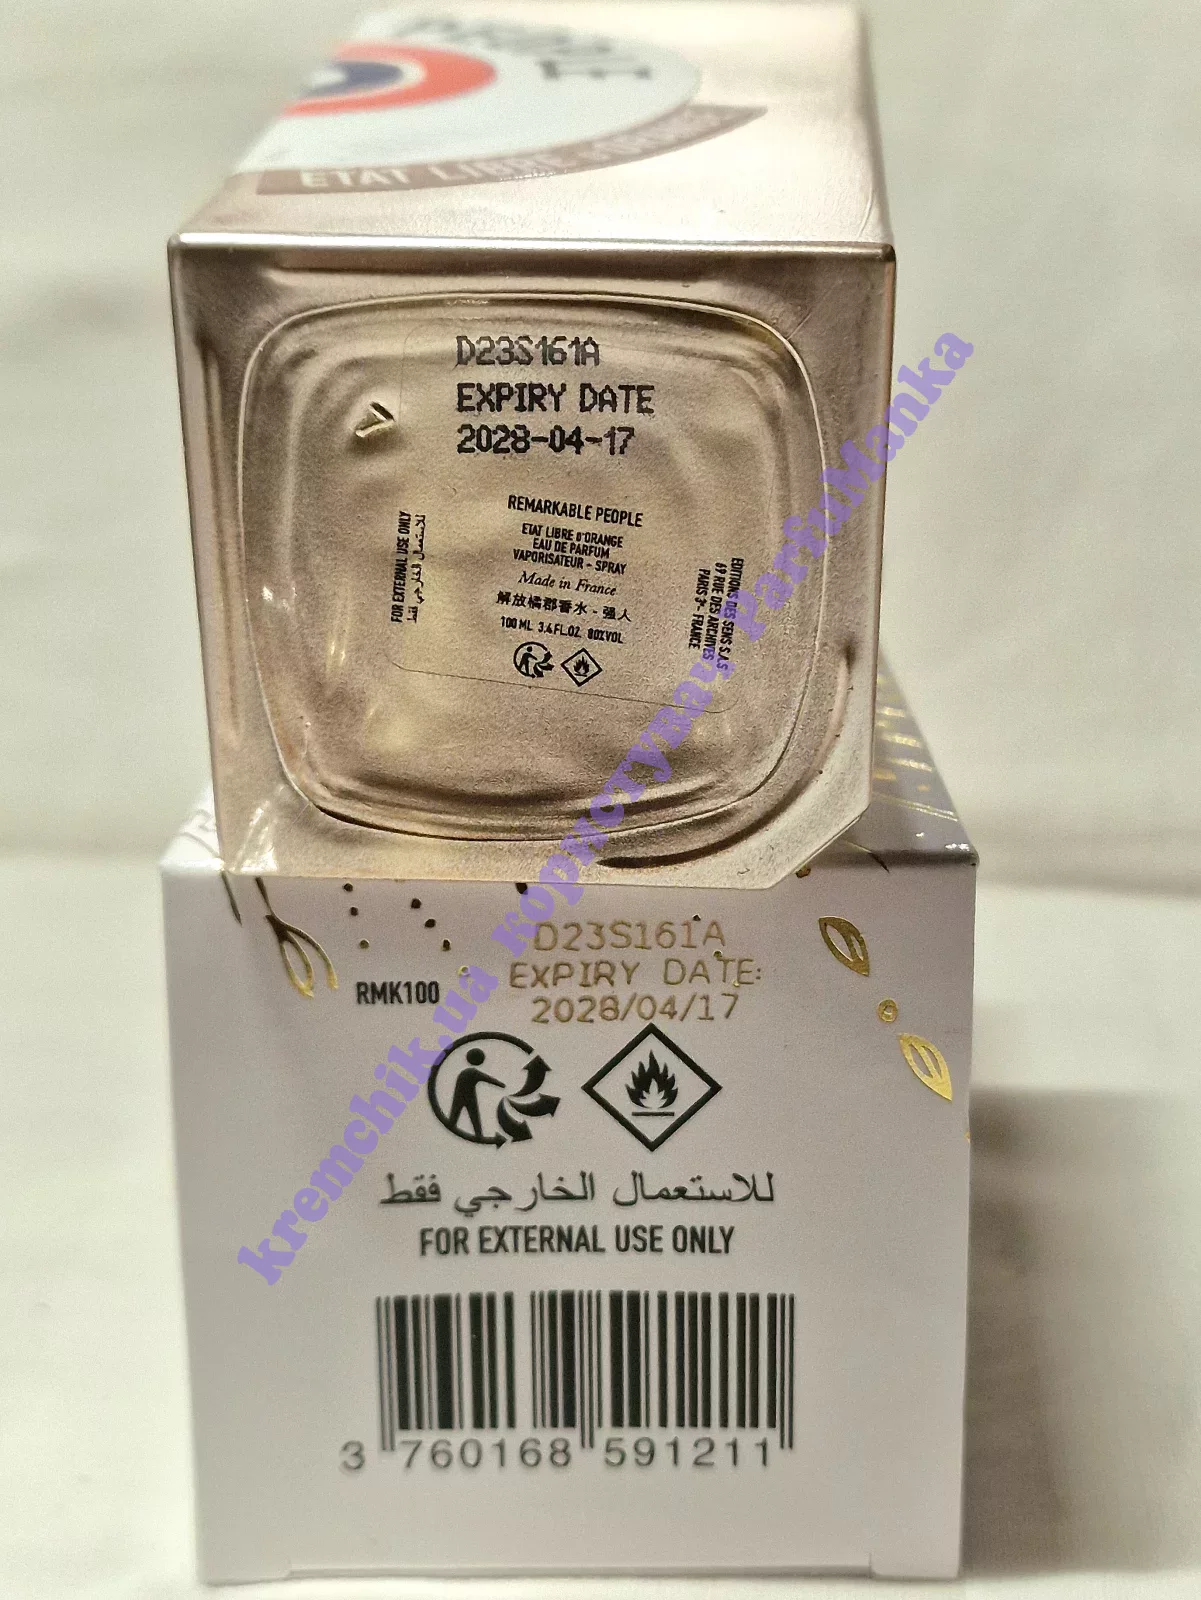 ETAT LIBRE d'ORANGE
D23S161A
EXPIRY DATE
2028-04-17
REMARKABLE PEOPLE
ETAT LIBRE D'ORANGE
EAU DE PARFUM
VAPORISATEUR - SPRAY
Made in France
解放橘郡香水 - 强人
100 ML 3.4FL.OZ. 80%VOL
FOR EXTERNAL USE ONLY
للاستعمال الخارجي فقط
EDITIONS DES SENS S.A.S
69 RUE DES ARCHIVES
PARIS 3e- FRANCE
D23S161A
EXPIRY DATE:
2028/04/17
RMK100
للاستعمال الخارجي فقط
FOR EXTERNAL USE ONLY
3 760168 591211
kremchik.ua користувач ParfuManka